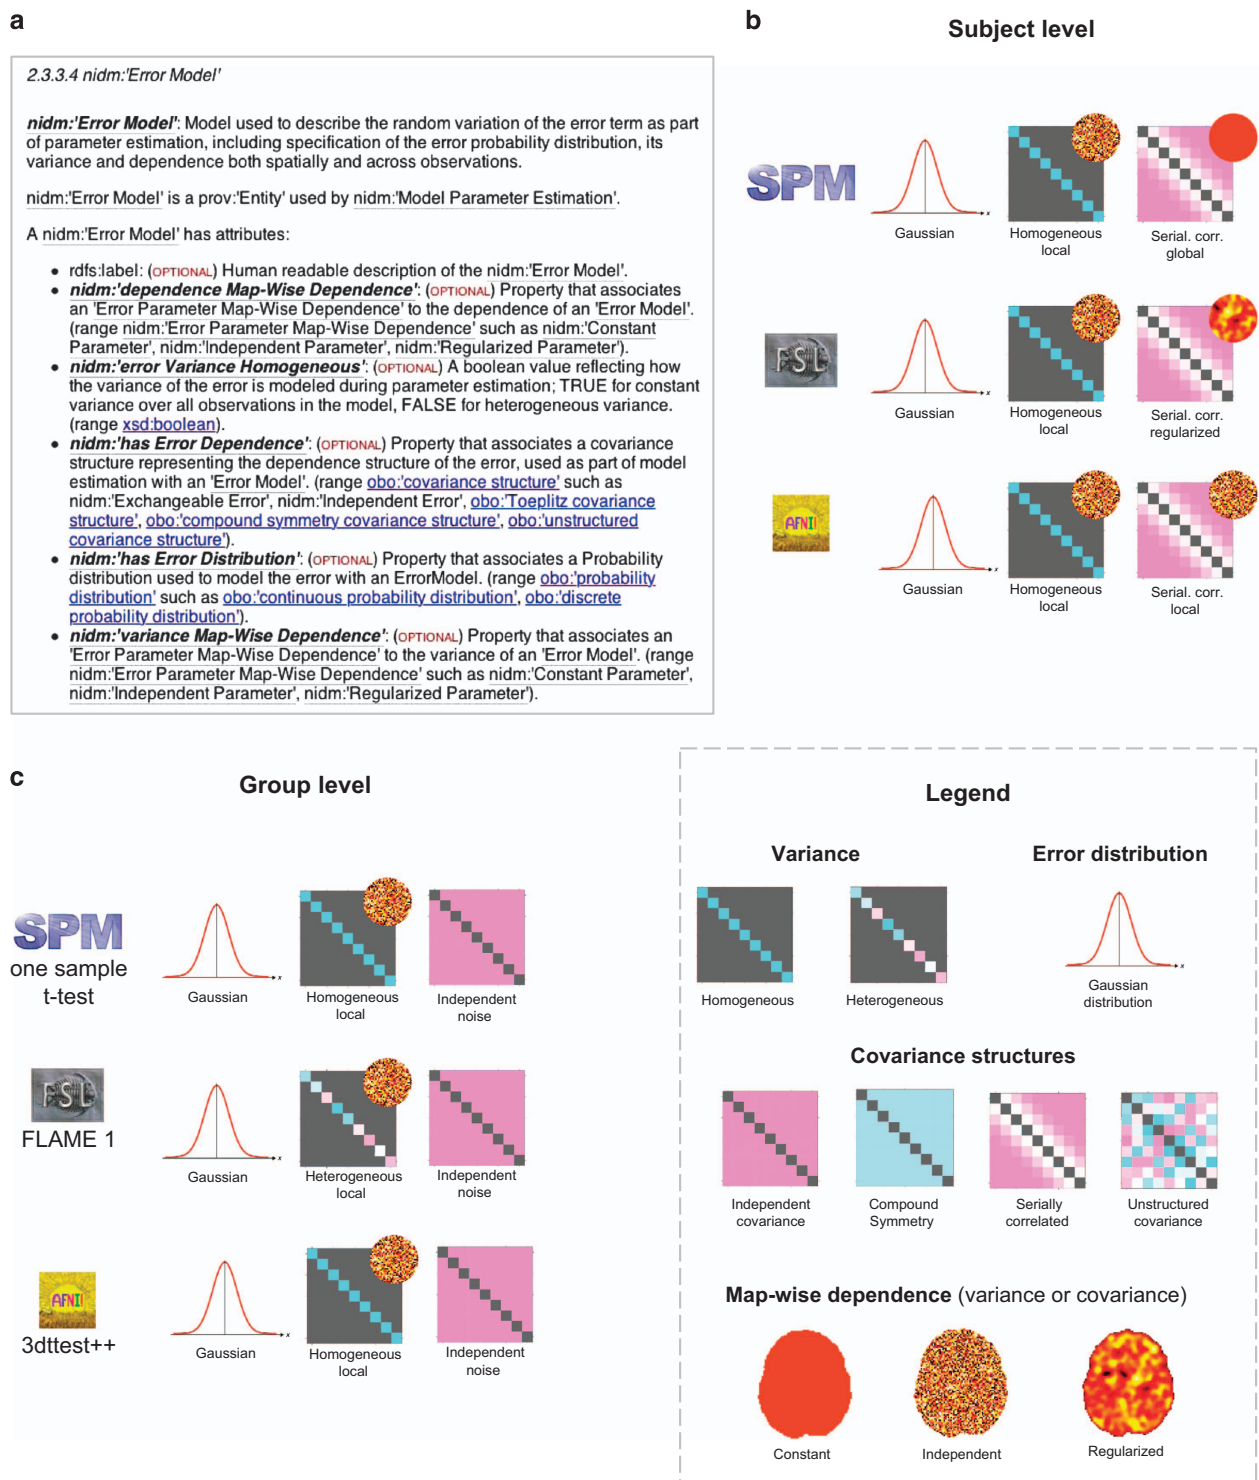 a
2.3.3.4 nidm:'Error Model'
nidm:'Error Model': Model used to describe the random variation of the error term as part
of parameter estimation, including specification of the error probability distribution, its
variance and dependence both spatially and across observations.
nidm:'Error Model' is a prov:'Entity' used by nidm:'Model Parameter Estimation'.
A nidm:'Error Model' has attributes:
• rdfs:label: (OPTIONAL) Human readable description of the nidm:'Error Model'.
• nidm:'dependence Map-Wise Dependence': (OPTIONAL) Property that associates
an 'Error Parameter Map-Wise Dependence' to the dependence of an 'Error Model'.
(range nidm:'Error Parameter Map-Wise Dependence' such as nidm:'Constant
Parameter', nidm:'Independent Parameter', nidm:'Regularized Parameter').
• nidm:'error Variance Homogeneous': (OPTIONAL) A boolean value reflecting how
the variance of the error is modeled during parameter estimation; TRUE for constant
variance over all observations in the model, FALSE for heterogeneous variance.
(range xsd:boolean).
• nidm:'has Error Dependence': (OPTIONAL) Property that associates a covariance
structure representing the dependence structure of the error, used as part of model
estimation with an 'Error Model'. (range obo:'covariance structure' such as
nidm:'Exchangeable Error', nidm:'Independent Error', obo:'Toeplitz covariance
structure', obo:'compound symmetry covariance structure', obo:'unstructured
covariance structure').
• nidm:'has Error Distribution': (OPTIONAL) Property that associates a Probability
distribution used to model the error with an ErrorModel. (range obo:'probability
distribution' such as obo:'continuous probability distribution', obo:'discrete
probability distribution').
• nidm:'variance Map-Wise Dependence': (OPTIONAL) Property that associates an
'Error Parameter Map-Wise Dependence' to the variance of an 'Error Model'. (range
nidm:'Error Parameter Map-Wise Dependence' such as nidm:'Constant Parameter',
nidm:'Independent Parameter', nidm:'Regularized Parameter').
b
Subject level
SPM
x
Gaussian
Homogeneous
local
Serial. corr.
global
FSL
x
Gaussian
Homogeneous
local
Serial. corr.
regularized
AFNI
x
Gaussian
Homogeneous
local
Serial. corr.
local
c
Group level
SPM
one sample
t-test
x
Gaussian
Homogeneous
local
Independent
noise
FSL
FLAME 1
x
Gaussian
Heterogeneous
local
Independent
noise
AFNI
3dttest++
x
Gaussian
Homogeneous
local
Independent
noise
Legend
Variance
Error distribution
Homogeneous
Heterogeneous
x
Gaussian
distribution
Covariance structures
Independent
covariance
Compound
Symmetry
Serially
correlated
Unstructured
covariance
Map-wise dependence (variance or covariance)
Constant
Independent
Regularized